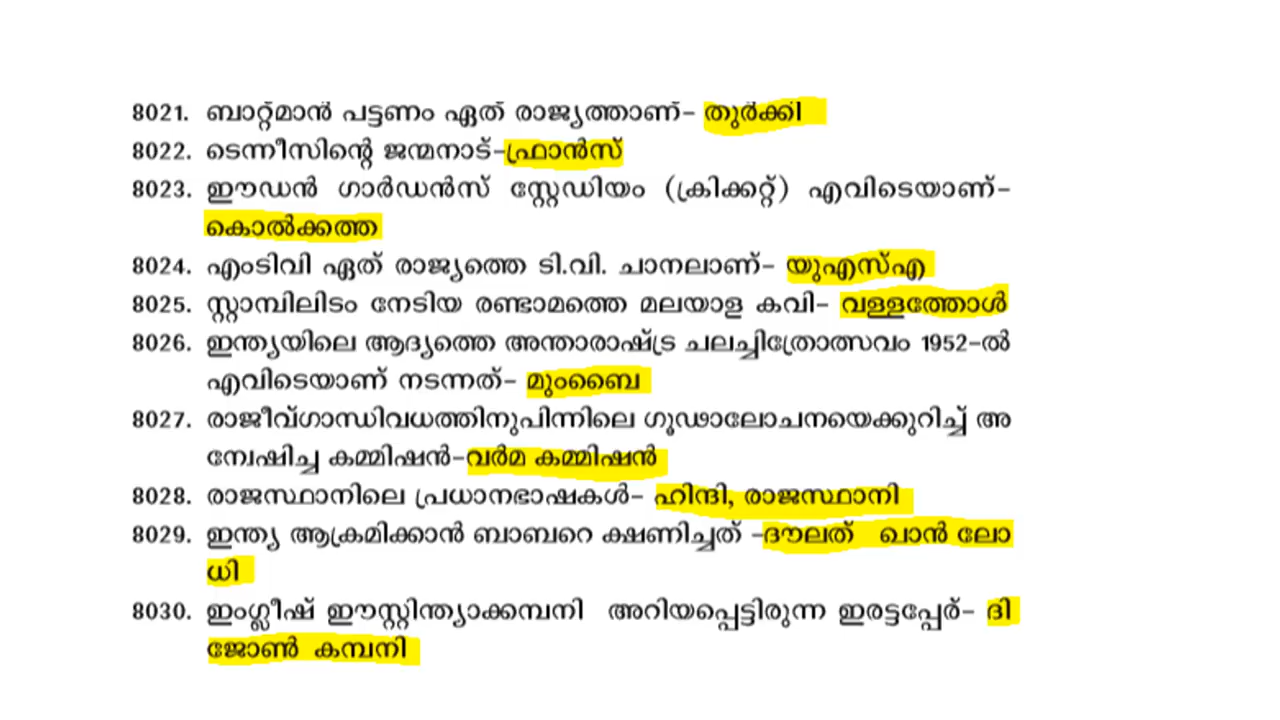 8021. ബാറ്റ്മാൻ പട്ടണം ഏത് രാജ്യത്താണ്- തുർക്കി
8022. ടെന്നീസിന്റെ ജന്മനാട്-ഫ്രാൻസ്
8023. ഈഡൻ ഗാർഡൻസ് സ്റ്റേഡിയം (ക്രിക്കറ്റ്) എവിടെയാണ്-
കൊൽക്കത്ത
8024. എംടിവി ഏത് രാജ്യത്തെ ടി.വി. ചാനലാണ്- യുഎസ്എ
8025. സ്റ്റാമ്പിലിടം നേടിയ രണ്ടാമത്തെ മലയാള കവി- വള്ളത്തോൾ
8026. ഇന്ത്യയിലെ ആദ്യത്തെ അന്താരാഷ്ട്ര ചലച്ചിത്രോത്സവം 1952-ൽ
എവിടെയാണ് നടന്നത്- മുംബൈ
8027. രാജീവ്ഗാന്ധിവധത്തിനുപിന്നിലെ ഗൂഢാലോചനയെക്കുറിച്ച് അ
ന്വേഷിച്ച കമ്മിഷൻ-വർമ കമ്മിഷൻ
8028. രാജസ്ഥാനിലെ പ്രധാനഭാഷകൾ- ഹിന്ദി, രാജസ്ഥാനി
8029. ഇന്ത്യ ആക്രമിക്കാൻ ബാബറെ ക്ഷണിച്ചത് -ദൗലത് ഖാൻ ലോ
ധി
8030. ഇംഗ്ലീഷ് ഈസ്റ്റിന്ത്യാക്കമ്പനി അറിയപ്പെട്ടിരുന്ന ഇരട്ടപ്പേര്- ദി
ജോൺ കമ്പനി